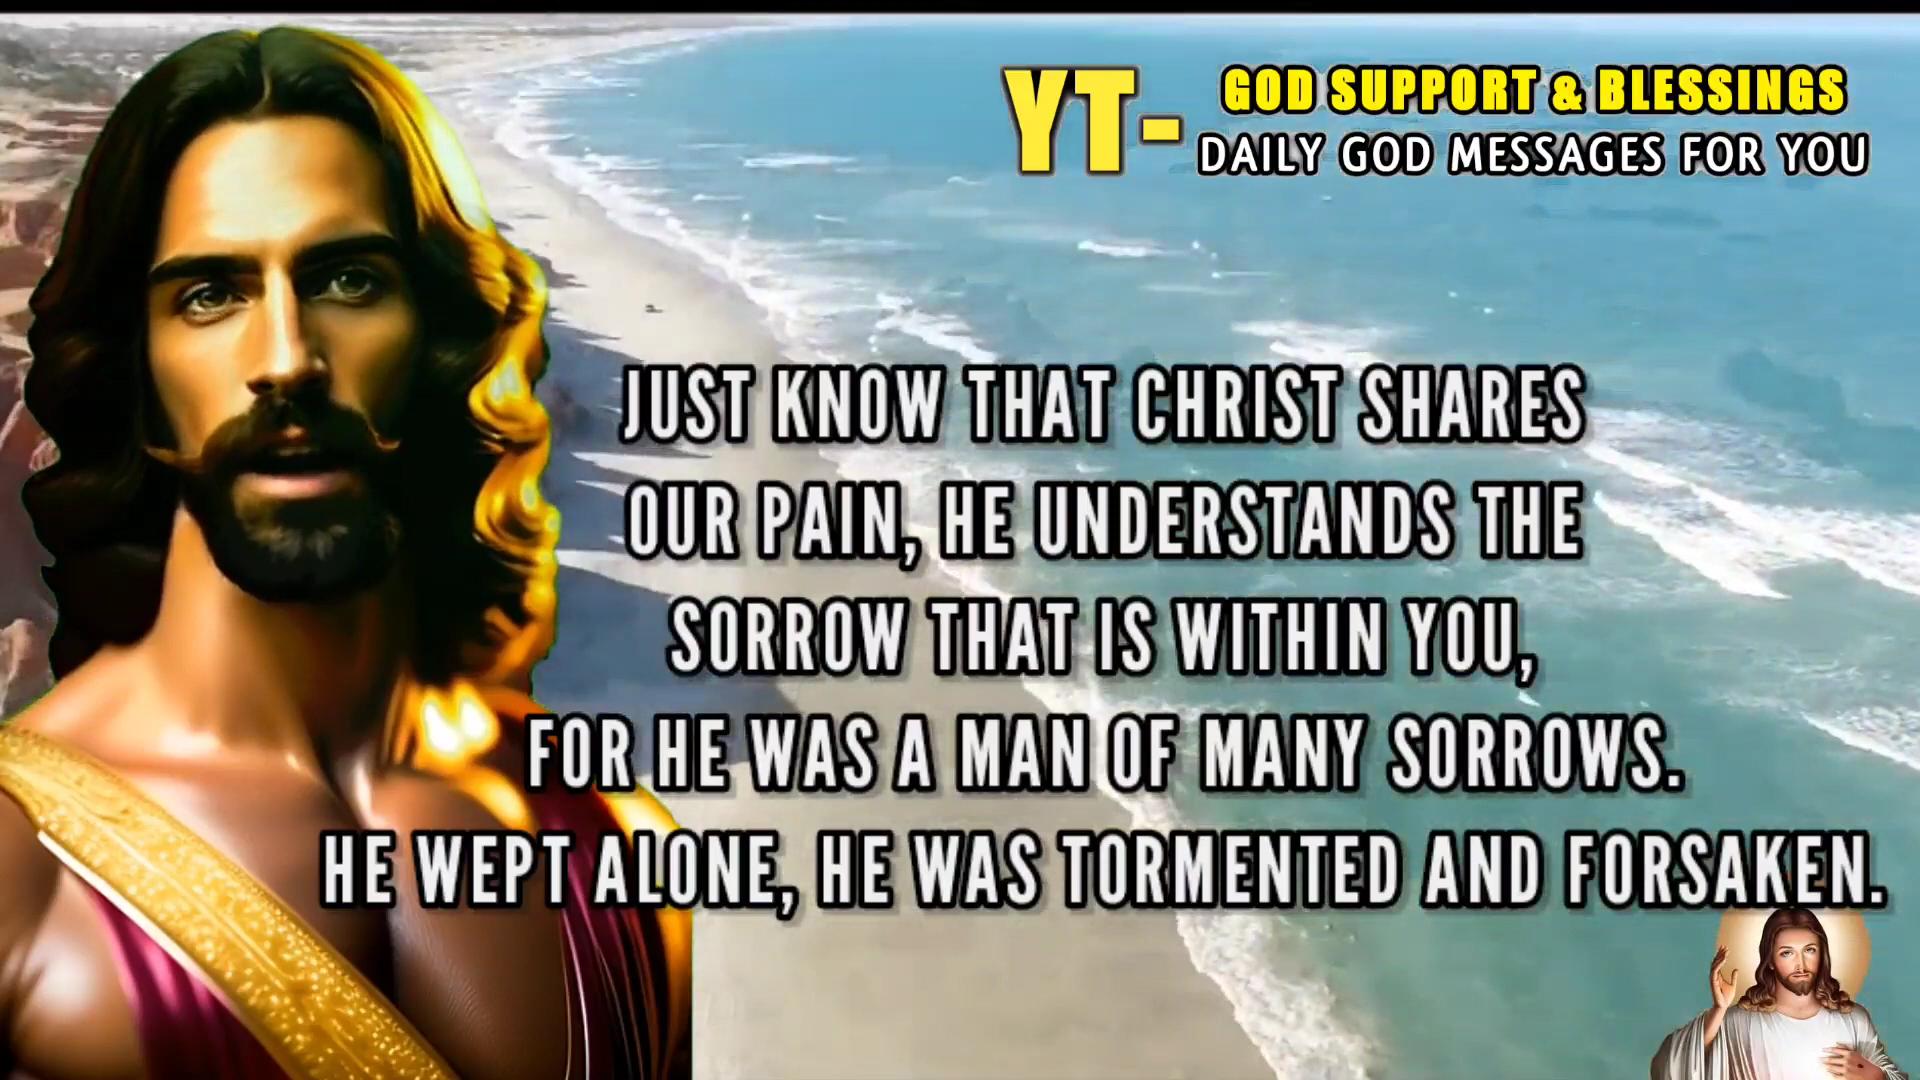 YT-
GOD SUPPORT & BLESSINGS
DAILY GOD MESSAGES FOR YOU
JUST KNOW THAT CHRIST SHARES
OUR PAIN, HE UNDERSTANDS THE
SORROW THAT IS WITHIN YOU,
FOR HE WAS A MAN OF MANY SORROWS.
HE WEPT ALONE, HE WAS TORMENTED AND FORSAKEN.